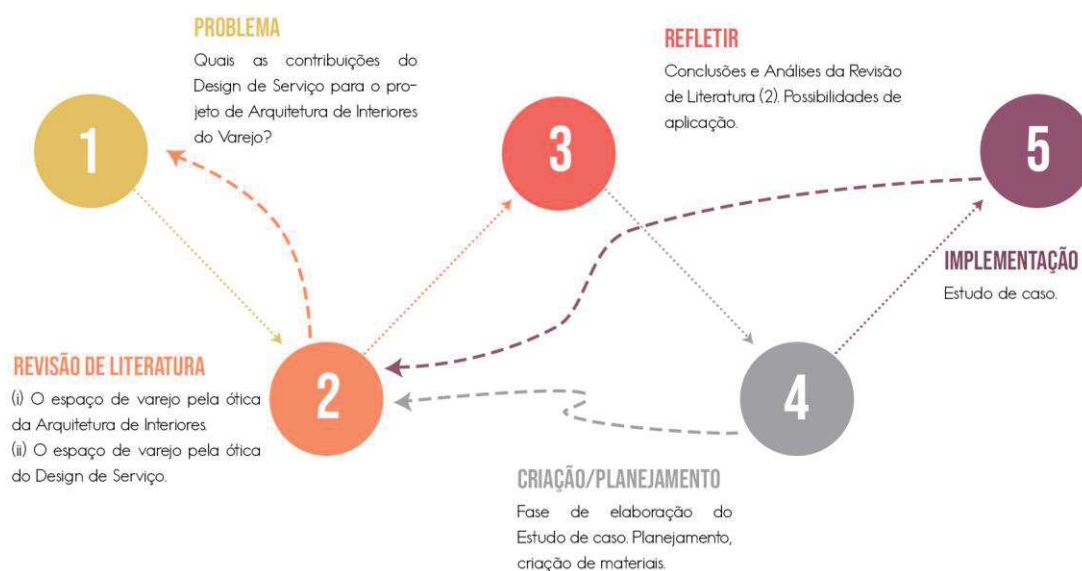 1
PROBLEMA
Quais as contribuições do
Design de Serviço para o pro-
jeto de Arquitetura de Interiores
do Varejo?
2
REVISÃO DE LITERATURA
(i) O espaço de varejo pela ótica
da Arquitetura de Interiores.
(ii) O espaço de varejo pela ótica
do Design de Serviço.
3
REFLETIR
Conclusões e Análises da Revisão
de Literatura (2). Possibilidades de
aplicação.
4
CRIAÇÃO/PLANEJAMENTO
Fase de elaboração do
Estudo de caso. Planejamento,
criação de materiais.
5
IMPLEMENTAÇÃO
Estudo de caso.